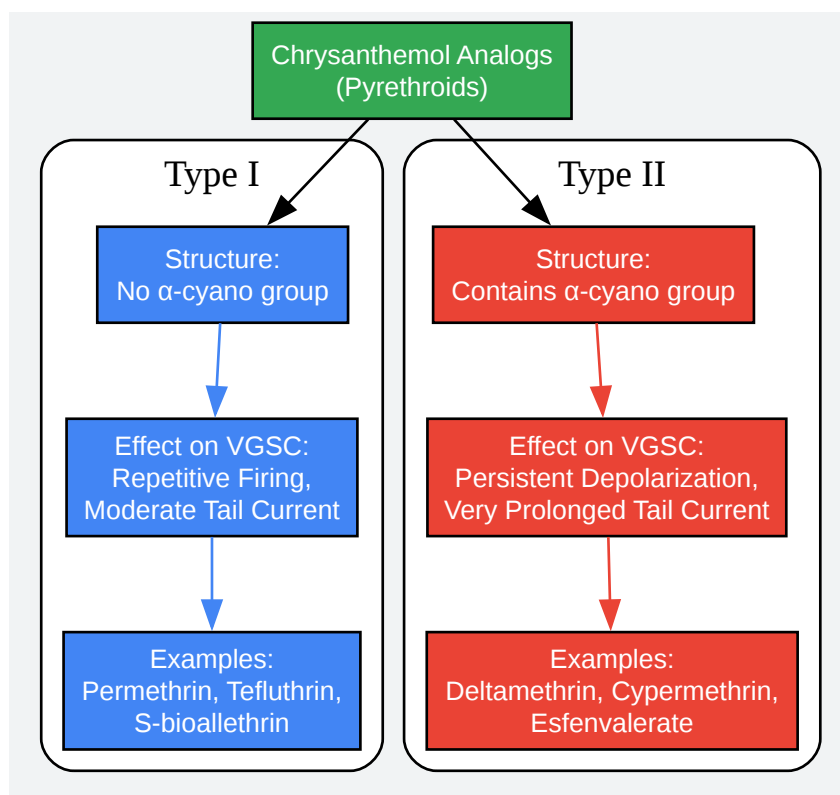 Chrysanthemol Analogs
(Pyrethroids)
Type I
Structure:
No α-cyano group
Effect on VGSC:
Repetitive Firing,
Moderate Tail Current
Examples:
Permethrin, Tefluthrin,
S-bioallethrin
Type II
Structure:
Contains α-cyano group
Effect on VGSC:
Persistent Depolarization,
Very Prolonged Tail Current
Examples:
Deltamethrin, Cypermethrin,
Esfenvalerate